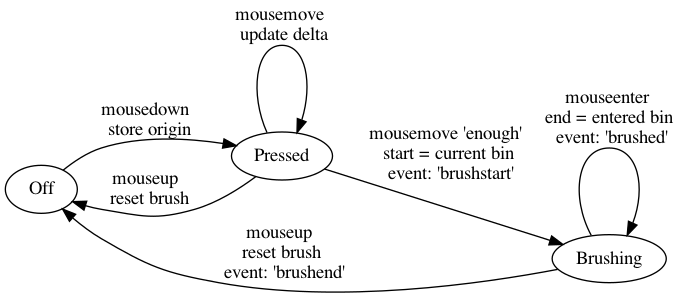 mousemove
update delta
mousedown
store origin
mouseenter
end = entered bin
event: 'brushed'
mousemove 'enough'
start = current bin
event: 'brushstart'
Pressed
Off
mouseup
reset brush
mouseup
reset brush
event: 'brushend'
Brushing